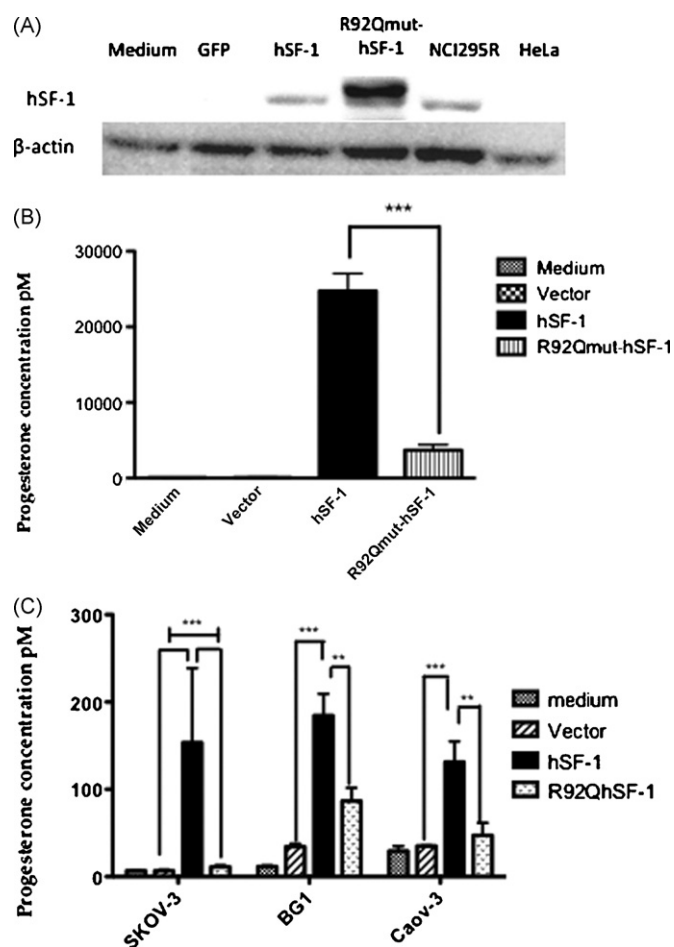 (A)
Medium GFP hSF-1 R92Qmut-hSF-1 NCI295R HeLa
hSF-1
β-actin
(B)
***
Progesterone concentration pM
30000
20000
10000
0
Medium
Vector
hSF-1
R92Qmut-hSF-1
Medium
Vector
hSF-1
R92Qmut-hSF-1
(C)
Progesterone concentration pM
300
200
100
0
***
***
**
***
**
SKOV-3
BG1
Caov-3
medium
Vector
hSF-1
R92QhSF-1